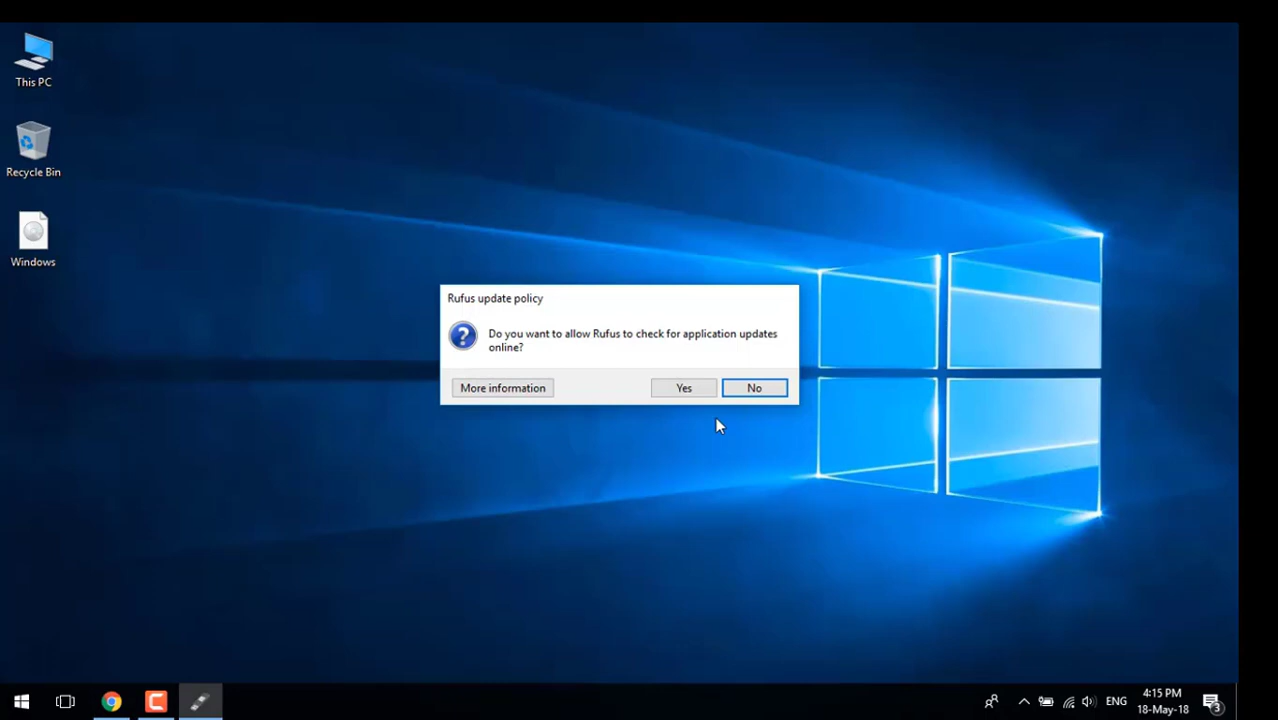 This PC
Recycle Bin
Windows
Rufus update policy
Do you want to allow Rufus to check for application updates
online?
More information
Yes
No
ENG
4:15 PM
18-May-18
3